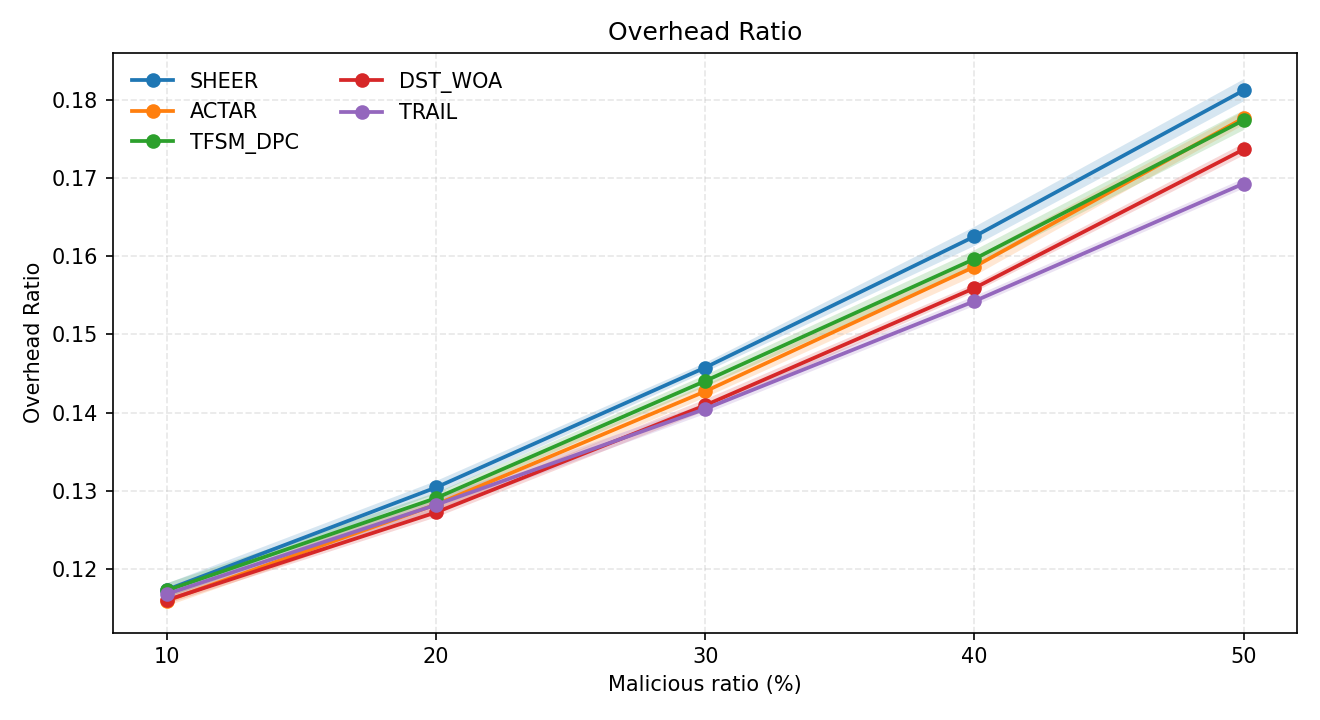 Overhead Ratio
SHEER
ACTAR
TFSM_DPC
DST_WOA
TRAIL
Overhead Ratio
0.18
0.17
0.16
0.15
0.14
0.13
0.12
10 20 30 40 50
Malicious ratio (%)